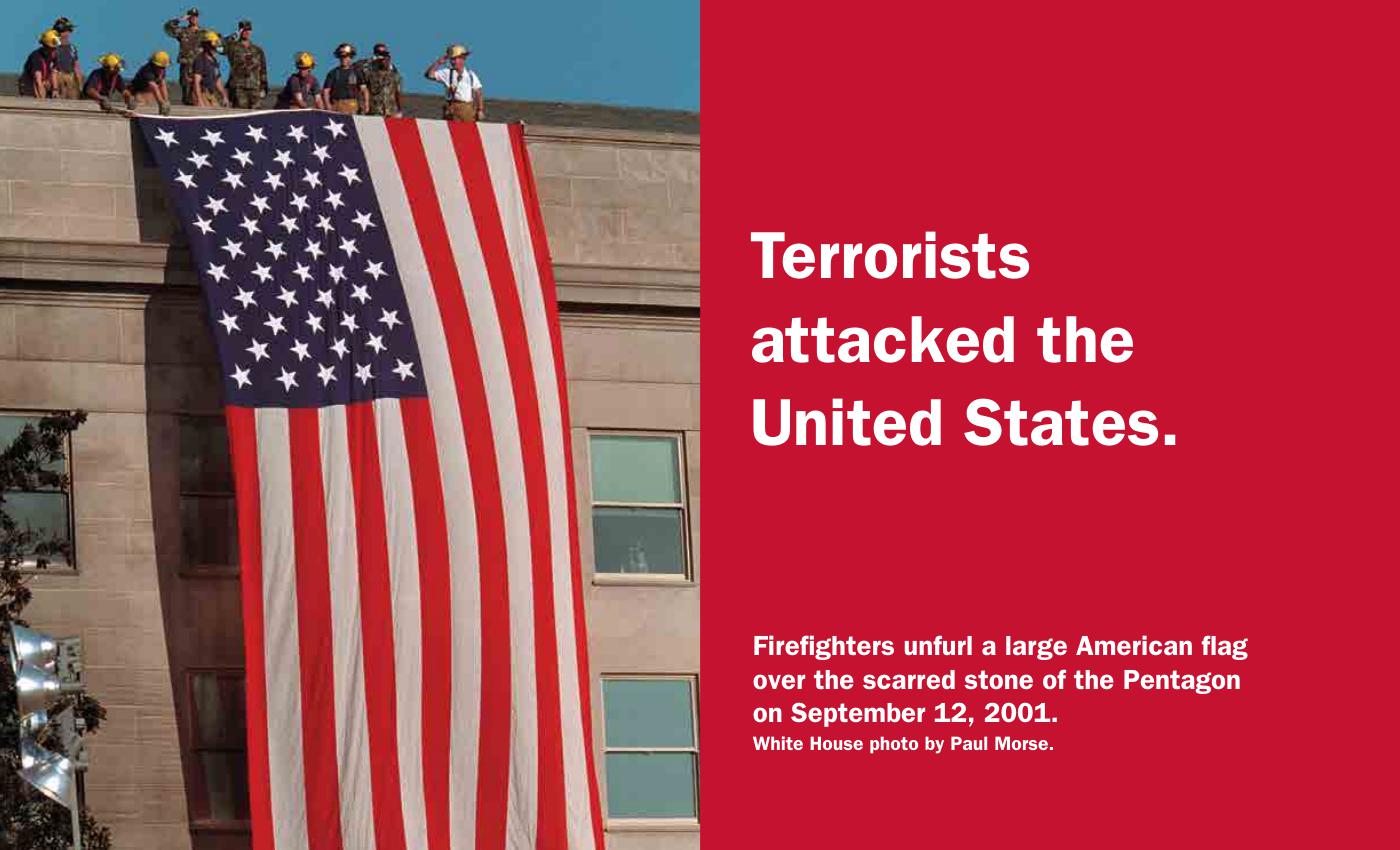 Terrorists
attacked the
United States.
Firefighters unfurl a large American flag
over the scarred stone of the Pentagon
on September 12, 2001.
White House photo by Paul Morse.